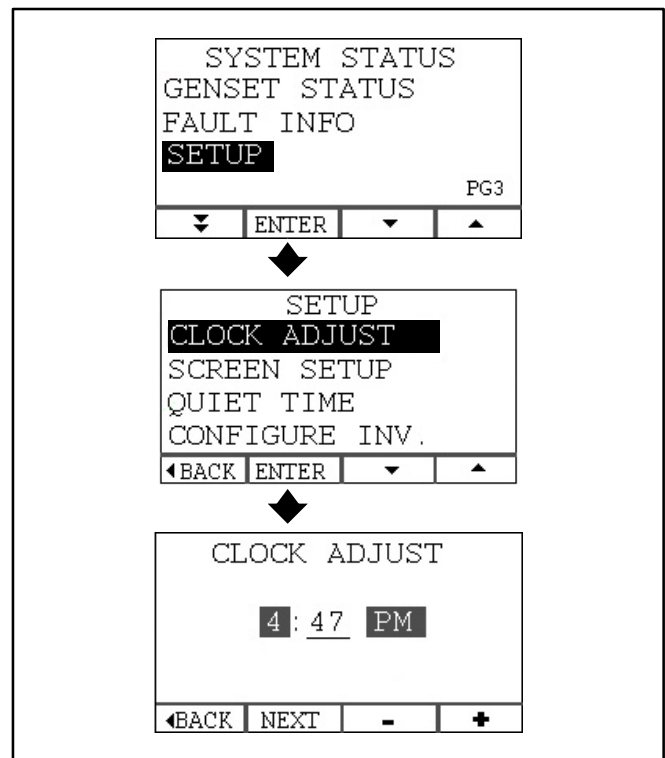 SYSTEM STATUS
GENSET STATUS
FAULT INFO
SETUP
PG3
ENTER
SETUP
CLOCK ADJUST
SCREEN SETUP
QUIET TIME
CONFIGURE INV.
BACK ENTER
CLOCK ADJUST
4:47 PM
BACK NEXT - +